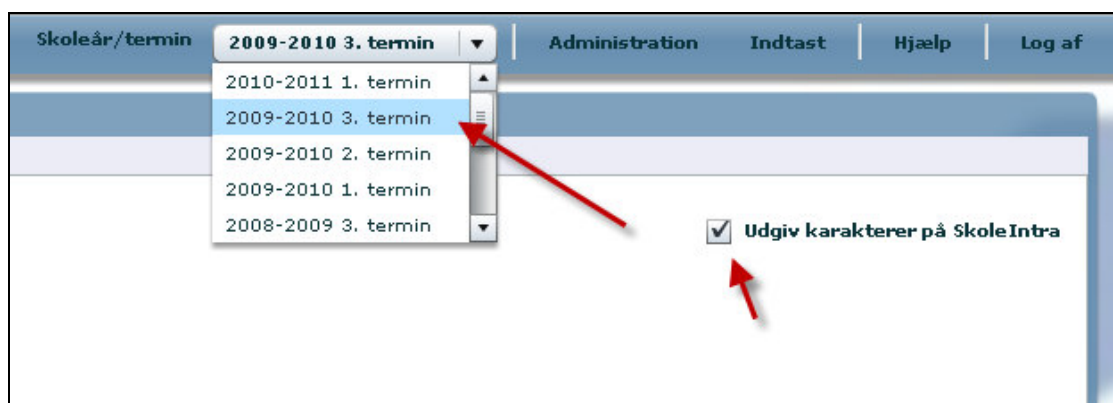 Skoleår/termin 2009-2010 3. termin Administration Indtast Hjælp Log af
2010-2011 1. termin
2009-2010 3. termin
2009-2010 2. termin
2009-2010 1. termin
2008-2009 3. termin
Udgiv karakterer på SkoleIntra